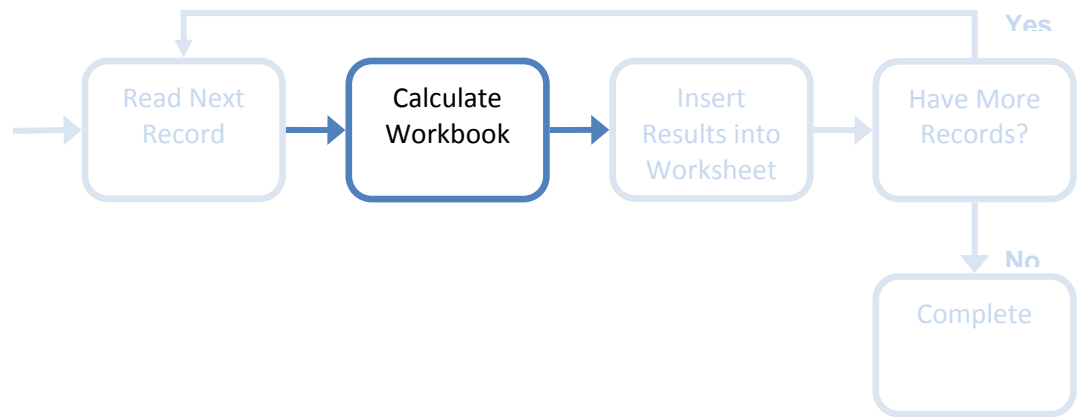 Yes
Read Next
Record
Calculate
Workbook
Insert
Results into
Worksheet
Have More
Records?
No
Complete